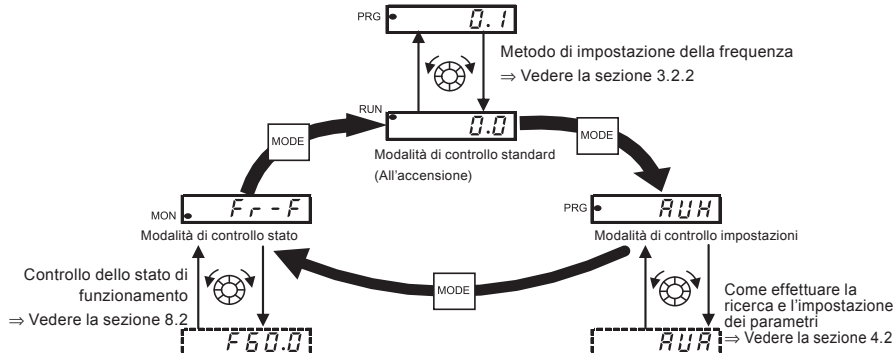 PRG
0.1
Metodo di impostazione della frequenza
⇒ Vedere la sezione 3.2.2
RUN
0.0
MODE
MODE
Modalità di controllo standard
(All'accensione)
MON
Fr-F
PRG
AUH
Modalità di controllo stato
Modalità di controllo impostazioni
Controllo dello stato di
funzionamento
⇒ Vedere la sezione 8.2
MODE
Come effettuare la
ricerca e l'impostazione
dei parametri
⇒ Vedere la sezione 4.2
F60.0
AUA